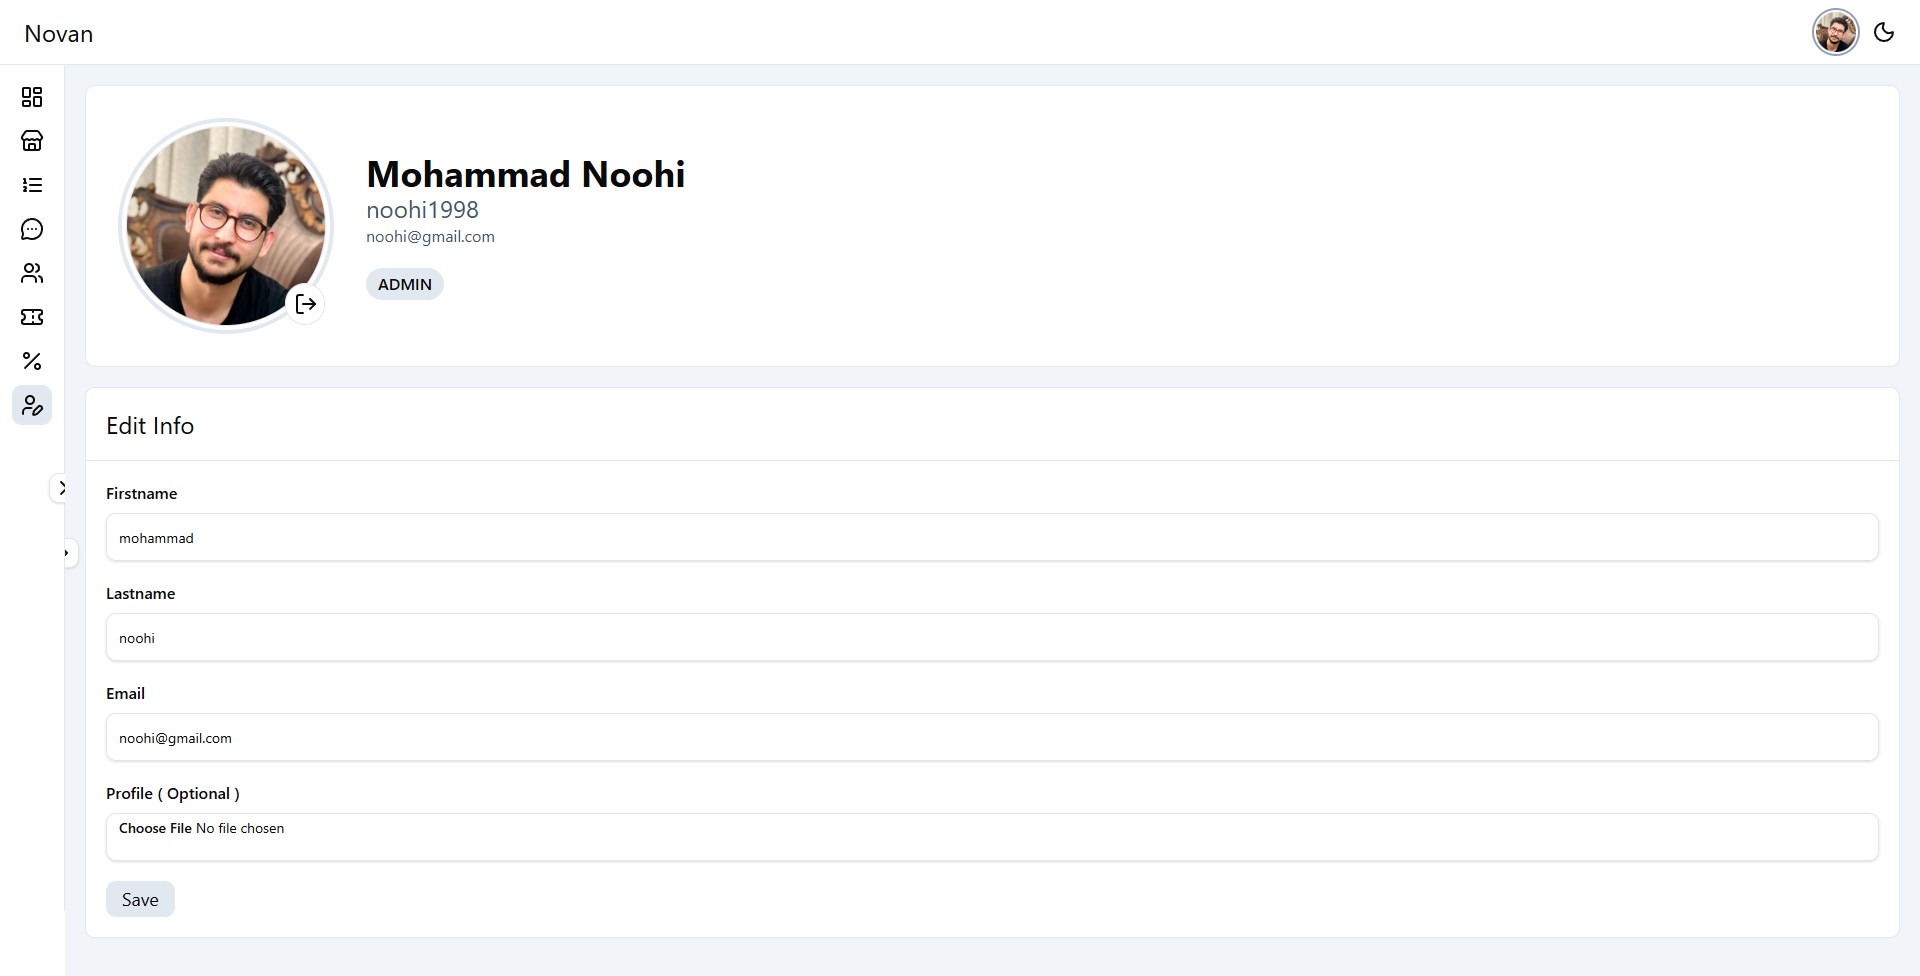 Novan
Mohammad Noohi
noohi1998
noohi@gmail.com
ADMIN
Edit Info
Firstname
mohammad
Lastname
noohi
Email
noohi@gmail.com
Profile ( Optional )
Choose File No file chosen
Save